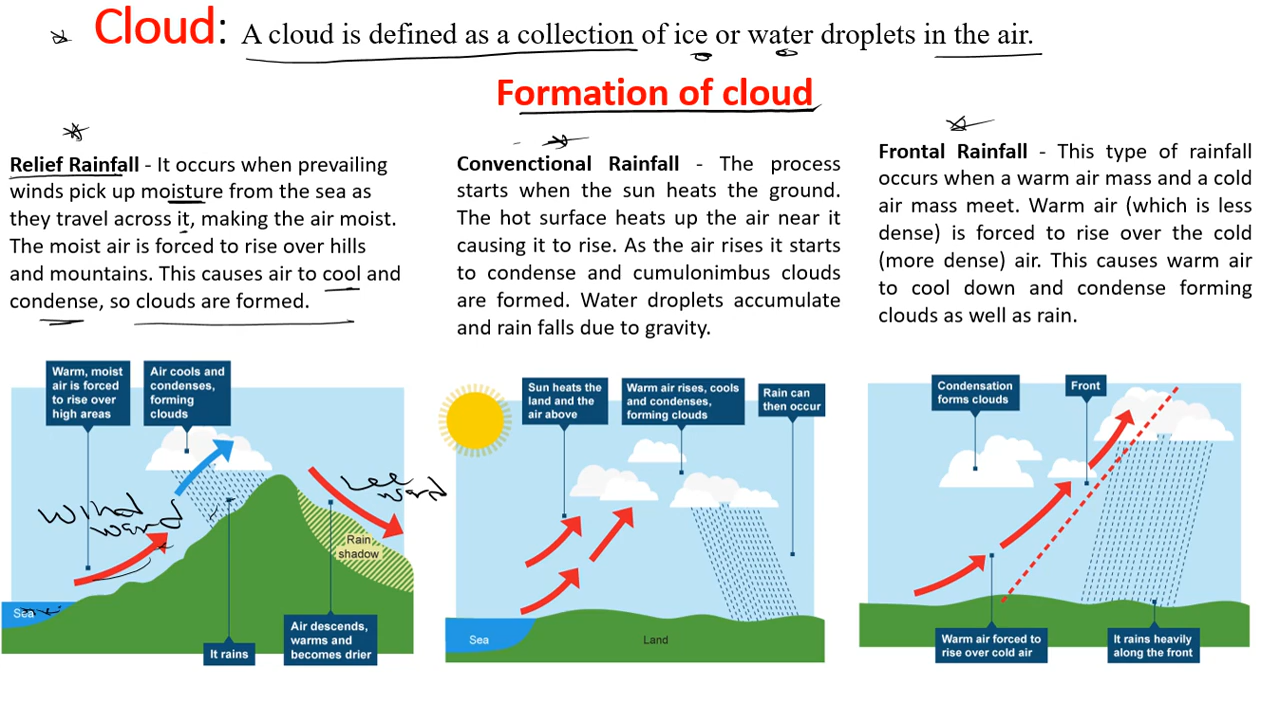 Cloud: A cloud is defined as a collection of ice or water droplets in the air.
Formation of cloud
Relief Rainfall - It occurs when prevailing
winds pick up moisture from the sea as
they travel across it, making the air moist.
The moist air is forced to rise over hills
and mountains. This causes air to cool and
condense, so clouds are formed.
Convenctional Rainfall - The process
starts when the sun heats the ground.
The hot surface heats up the air near it
causing it to rise. As the air rises it starts
to condense and cumulonimbus clouds
are formed. Water droplets accumulate
and rain falls due to gravity.
Frontal Rainfall - This type of rainfall
occurs when a warm air mass and a cold
air mass meet. Warm air (which is less
dense) is forced to rise over the cold
(more dense) air. This causes warm air
to cool down and condense forming
clouds as well as rain.
Warm, moist
air is forced
to rise over
high areas
Air cools and
condenses,
forming
clouds
wind
ward
Lee
ward
Rain
shadow
Sea
It rains
Air descends,
warms and
becomes drier
Sun heats the
land and the
air above
Warm air rises, cools
and condenses,
forming clouds
Rain can
then occur
Sea
Land
Condensation
forms clouds
Front
Warm air forced to
rise over cold air
It rains heavily
along the front